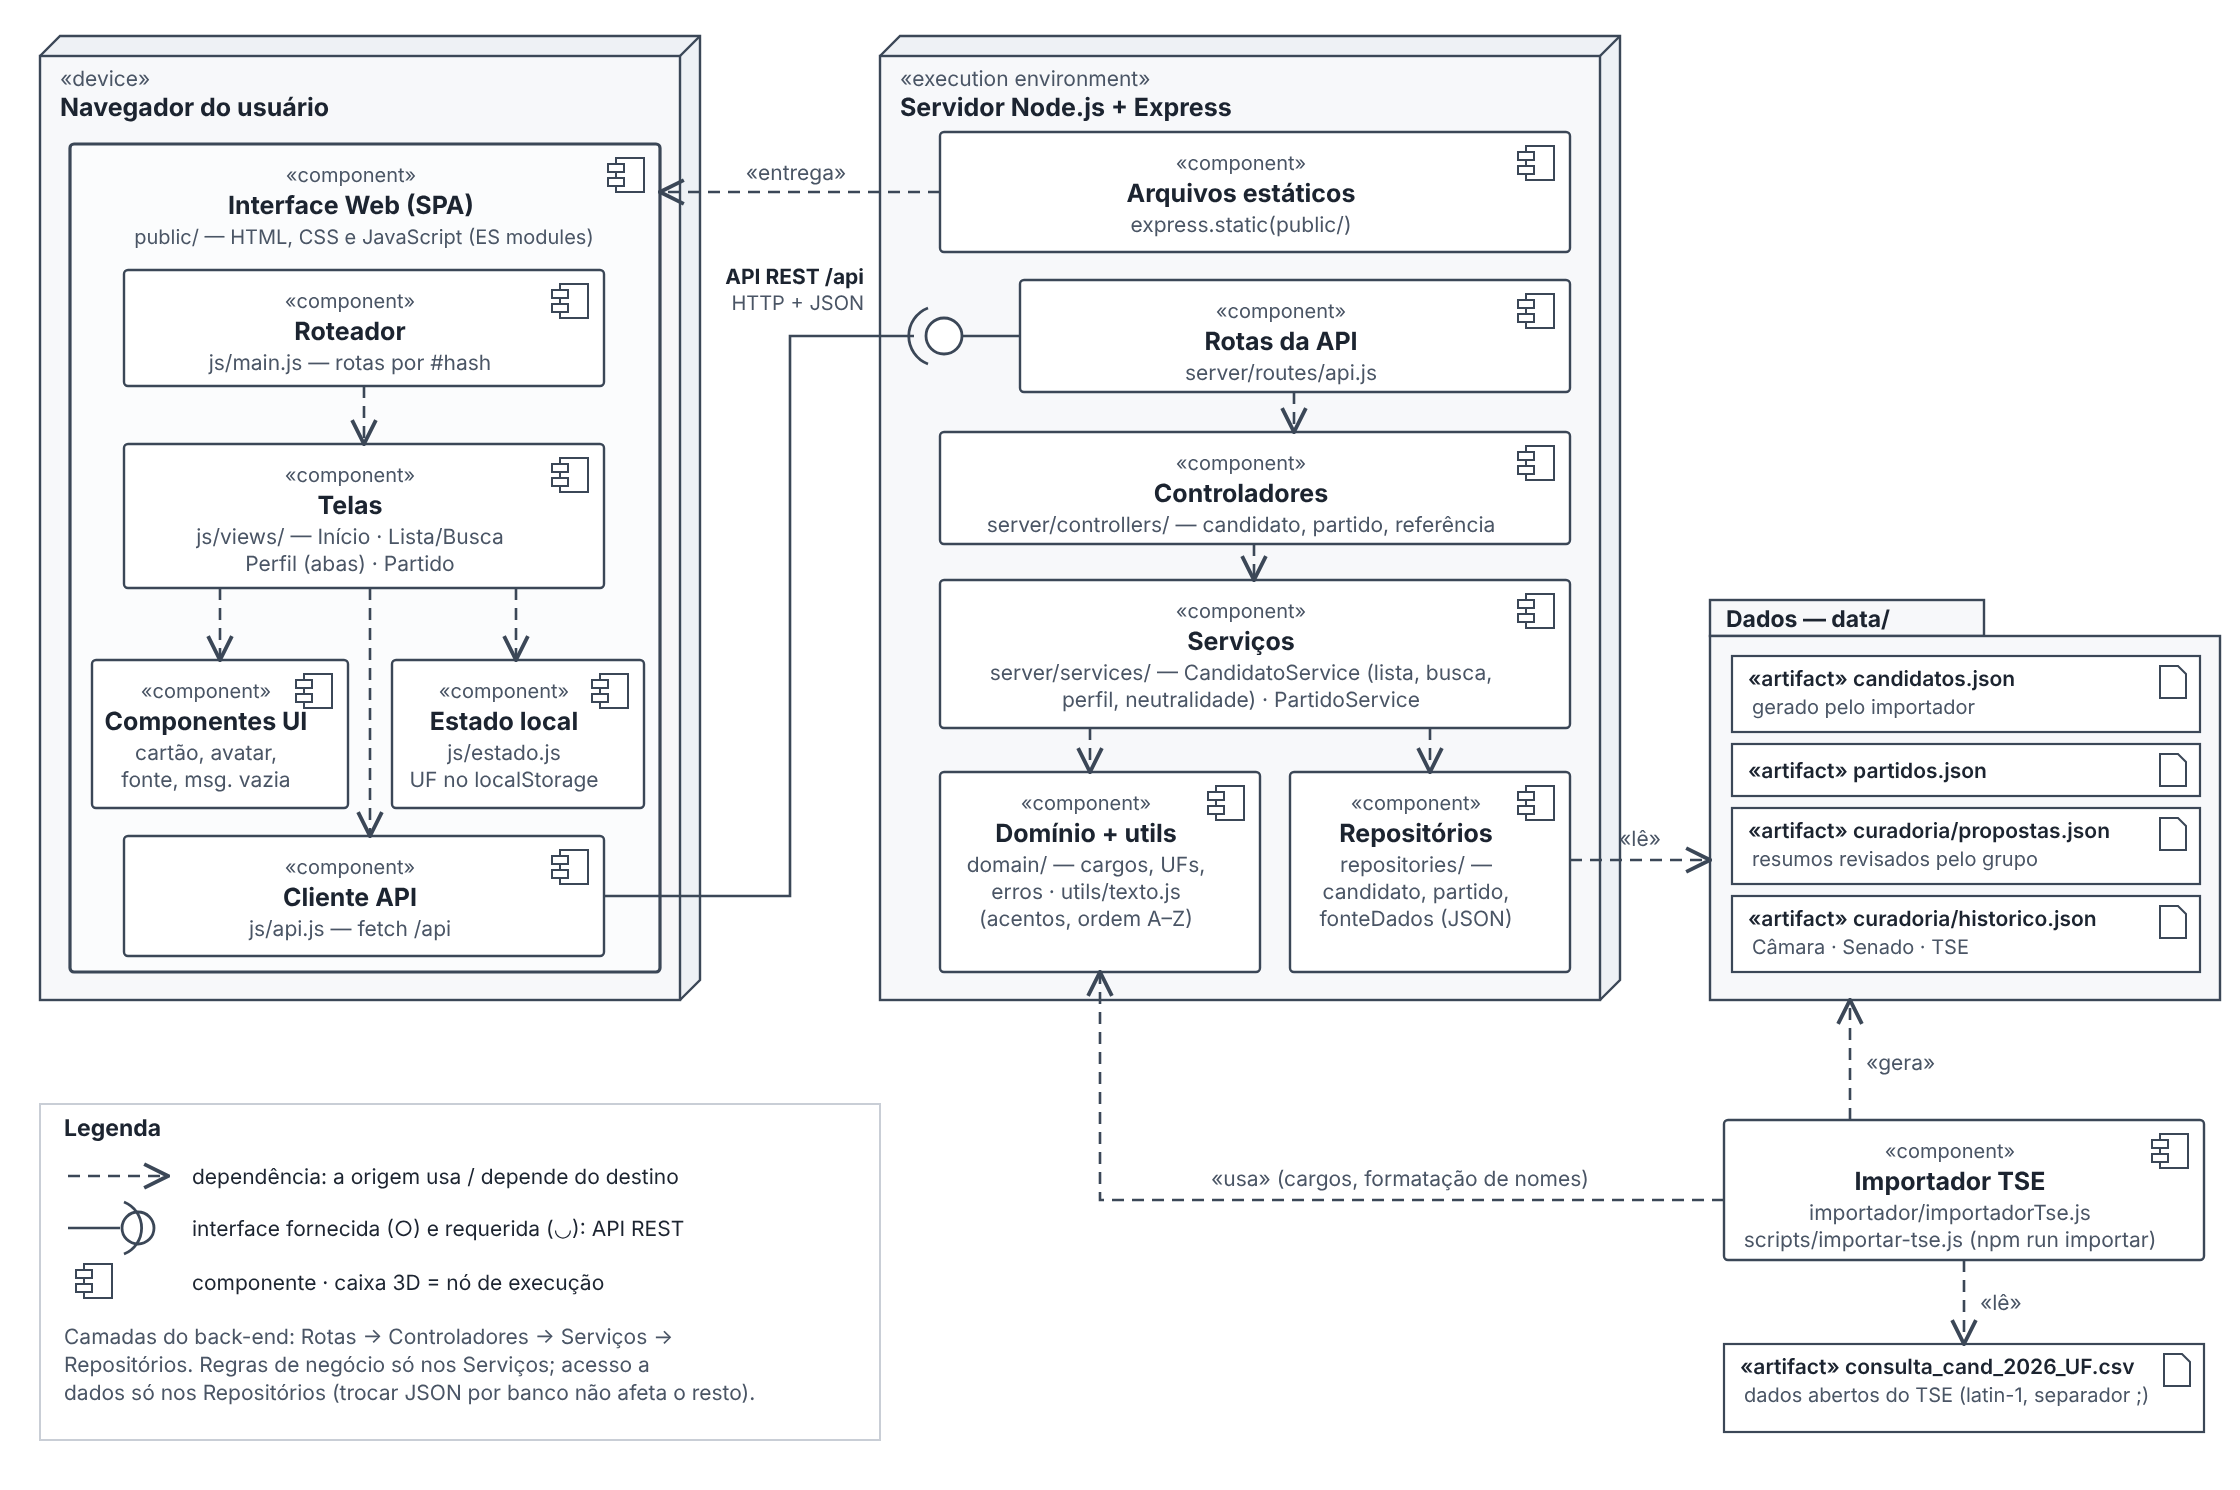 «device»
Navegador do usuário
«component»
Interface Web (SPA)
public/ — HTML, CSS e JavaScript (ES modules)
«component»
Roteador
js/main.js — rotas por #hash
«component»
Telas
js/views/ — Início · Lista/Busca
Perfil (abas) · Partido
«component»
Componentes UI
cartão, avatar,
fonte, msg. vazia
«component»
Estado local
js/estado.js
UF no localStorage
«component»
Cliente API
js/api.js — fetch /api
«entrega»
API REST /api
HTTP + JSON
«execution environment»
Servidor Node.js + Express
«component»
Arquivos estáticos
express.static(public/)
«component»
Rotas da API
server/routes/api.js
«component»
Controladores
server/controllers/ — candidato, partido, referência
«component»
Serviços
server/services/ — CandidatoService (lista, busca,
perfil, neutralidade) · PartidoService
«component»
Domínio + utils
domain/ — cargos, UFs,
erros · utils/texto.js
(acentos, ordem A–Z)
«component»
Repositórios
repositories/ —
candidato, partido,
fonteDados (JSON)
«lê»
Dados — data/
«artifact» candidatos.json
gerado pelo importador
«artifact» partidos.json
«artifact» curadoria/propostas.json
resumos revisados pelo grupo
«artifact» curadoria/historico.json
Câmara · Senado · TSE
«gera»
«usa» (cargos, formatação de nomes)
«component»
Importador TSE
importador/importadorTse.js
scripts/importar-tse.js (npm run importar)
«lê»
«artifact» consulta_cand_2026_UF.csv
dados abertos do TSE (latin-1, separador ;)
Legenda
dependência: a origem usa / depende do destino
interface fornecida (○) e requerida (◡): API REST
componente · caixa 3D = nó de execução
Camadas do back-end: Rotas → Controladores → Serviços →
Repositórios. Regras de negócio só nos Serviços; acesso a
dados só nos Repositórios (trocar JSON por banco não afeta o resto).